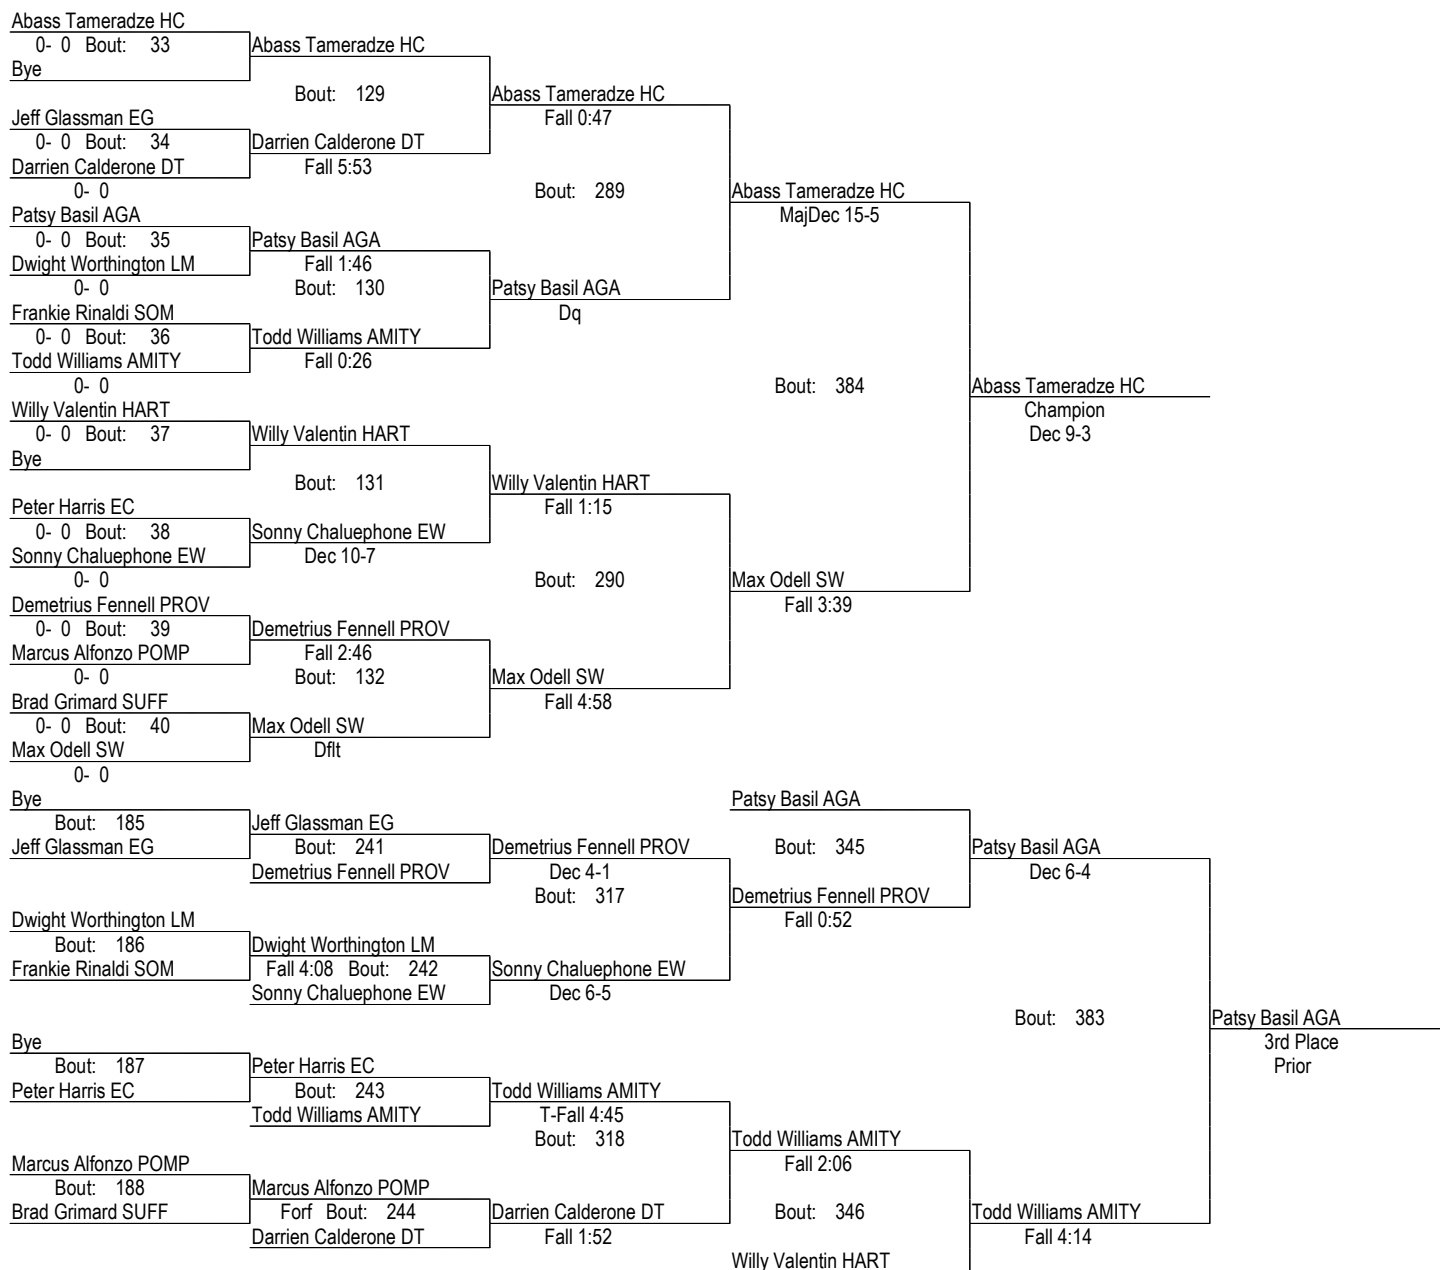 Abass Tameradze HC
0- 0 Bout: 33 Abass Tameradze HC
Bye
Bout: 129 Abass Tameradze HC
Jeff Glassman EG Fall 0:47
0- 0 Bout: 34 Darrien Calderone DT
Darrien Calderone DT Fall 5:53
0- 0 Bout: 289 Abass Tameradze HC
Patsy Basil AGA MajDec 15-5
0- 0 Bout: 35 Patsy Basil AGA
Dwight Worthington LM Fall 1:46
0- 0 Bout: 130 Patsy Basil AGA
Frankie Rinaldi SOM Dq
0- 0 Bout: 36 Todd Williams AMITY
Todd Williams AMITY Fall 0:26
0- 0 Bout: 384 Abass Tameradze HC
Willy Valentin HART Champion
0- 0 Bout: 37 Willy Valentin HART Dec 9-3
Bye
Bout: 131 Willy Valentin HART
Peter Harris EC Fall 1:15
0- 0 Bout: 38 Sonny Chaluephone EW
Sonny Chaluephone EW Dec 10-7
0- 0 Bout: 290 Max Odell SW
Demetrius Fennell PROV Fall 3:39
0- 0 Bout: 39 Demetrius Fennell PROV
Marcus Alfonzo POMP Fall 2:46
0- 0 Bout: 132 Max Odell SW
Brad Grimard SUFF Fall 4:58
0- 0 Bout: 40 Max Odell SW
Max Odell SW Dflt
0- 0
Bye Patsy Basil AGA
Bout: 185 Jeff Glassman EG
Jeff Glassman EG Bout: 241 Demetrius Fennell PROV Bout: 345 Patsy Basil AGA
Demetrius Fennell PROV Dec 4-1 Dec 6-4
Bout: 317 Demetrius Fennell PROV
Dwight Worthington LM Fall 0:52
Bout: 186 Dwight Worthington LM
Frankie Rinaldi SOM Fall 4:08 Bout: 242 Sonny Chaluephone EW
Sonny Chaluephone EW Dec 6-5
Bout: 383 Patsy Basil AGA
Bye 3rd Place
Bout: 187 Peter Harris EC Prior
Peter Harris EC Bout: 243 Todd Williams AMITY
Todd Williams AMITY T-Fall 4:45
Bout: 318 Todd Williams AMITY
Marcus Alfonzo POMP Fall 2:06
Bout: 188 Marcus Alfonzo POMP
Brad Grimard SUFF Forf Bout: 244 Darrien Calderone DT Bout: 346 Todd Williams AMITY
Darrien Calderone DT Fall 1:52 Fall 4:14
Willy Valentin HART